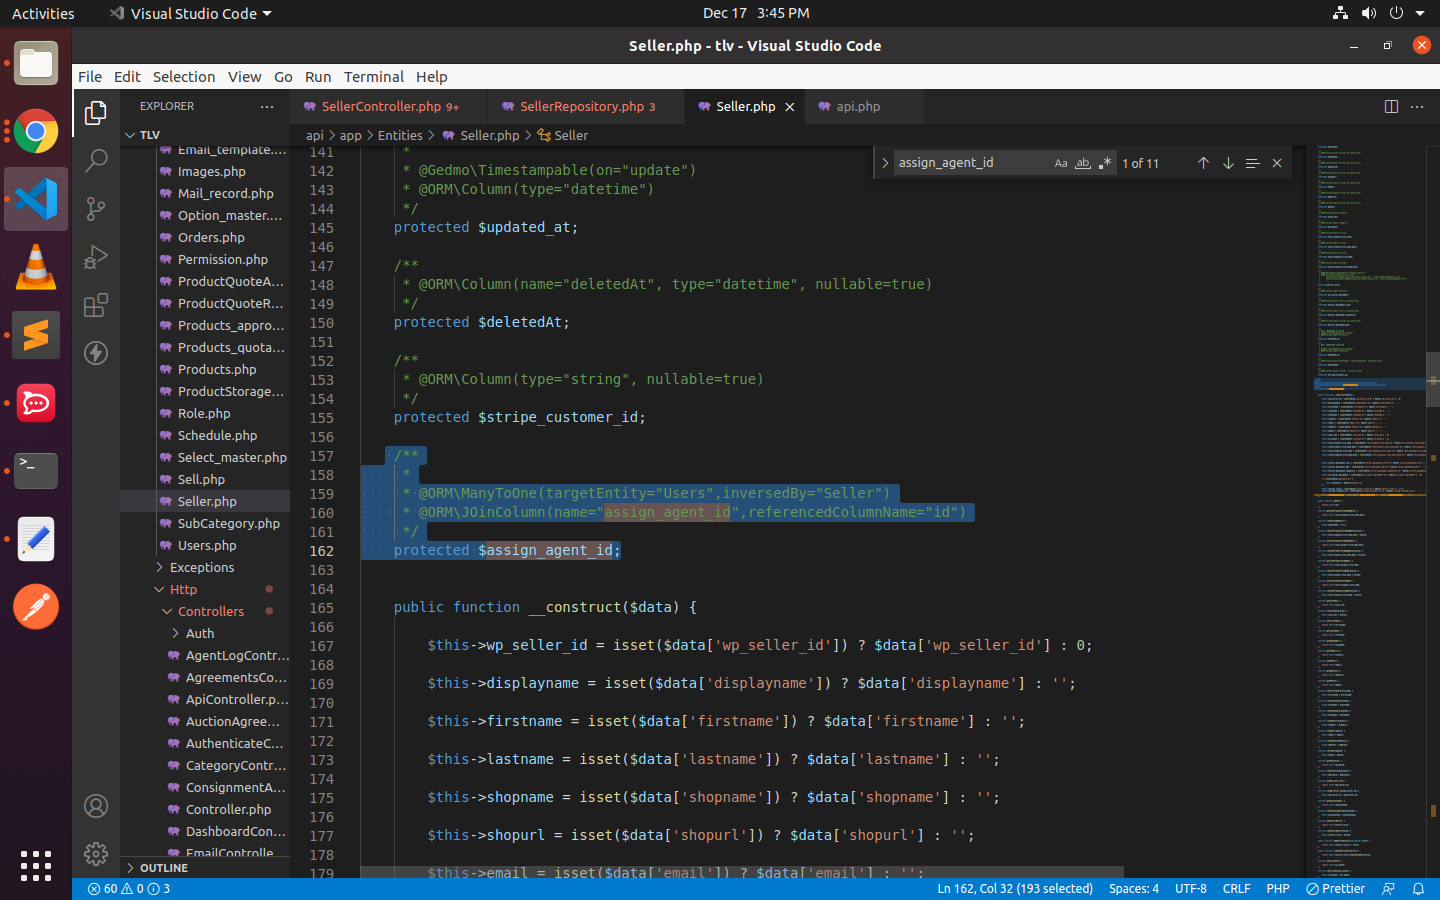 Activities
Visual Studio Code
Dec 17 3:45 PM
Seller.php - tlv - Visual Studio Code
File Edit Selection View Go Run Terminal Help
EXPLORER
SellerController.php 9+
SellerRepository.php 3
Seller.php
api.php
TLV
api > app > Entities > Seller.php > Seller
assign_agent_id
Aa
ab
1 of 11
Email_template....
Images.php
Mail_record.php
Option_master....
Orders.php
Permission.php
ProductQuoteA...
ProductQuoteR...
Products_appro...
Products_quota...
Products.php
ProductStorage...
Role.php
Schedule.php
Select_master.php
Sell.php
Seller.php
SubCategory.php
Users.php
Exceptions
Http
Controllers
Auth
AgentLogContr...
AgreementsCo...
ApiController.p...
AuctionAgree...
AuthenticateC...
CategoryContr...
ConsignmentA...
Controller.php
DashboardCon...
EmailControlle
OUTLINE
141 *
142 * @Gedmo\Timestampable(on="update")
143 * @ORM\Column(type="datetime")
144 */
145 protected $updated_at;
146
147 /**
148 * @ORM\Column(name="deletedAt", type="datetime", nullable=true)
149 */
150 protected $deletedAt;
151
152 /**
153 * @ORM\Column(type="string", nullable=true)
154 */
155 protected $stripe_customer_id;
156
157 /**
158 *
159 * @ORM\ManyToOne(targetEntity="Users",inversedBy="Seller")
160 * @ORM\JOinColumn(name="assign_agent_id",referencedColumnName="id")
161 */
162 protected $assign_agent_id;
163
164
165 public function __construct($data) {
166
167 $this->wp_seller_id = isset($data['wp_seller_id']) ? $data['wp_seller_id'] : 0;
168
169 $this->displayname = isset($data['displayname']) ? $data['displayname'] : '';
170
171 $this->firstname = isset($data['firstname']) ? $data['firstname'] : '';
172
173 $this->lastname = isset($data['lastname']) ? $data['lastname'] : '';
174
175 $this->shopname = isset($data['shopname']) ? $data['shopname'] : '';
176
177 $this->shopurl = isset($data['shopurl']) ? $data['shopurl'] : '';
178
179 $this->email = isset($data['email']) ? $data['email'] : '';
60 0 3
Ln 162, Col 32 (193 selected)
Spaces: 4
UTF-8
CRLF
PHP
Prettier